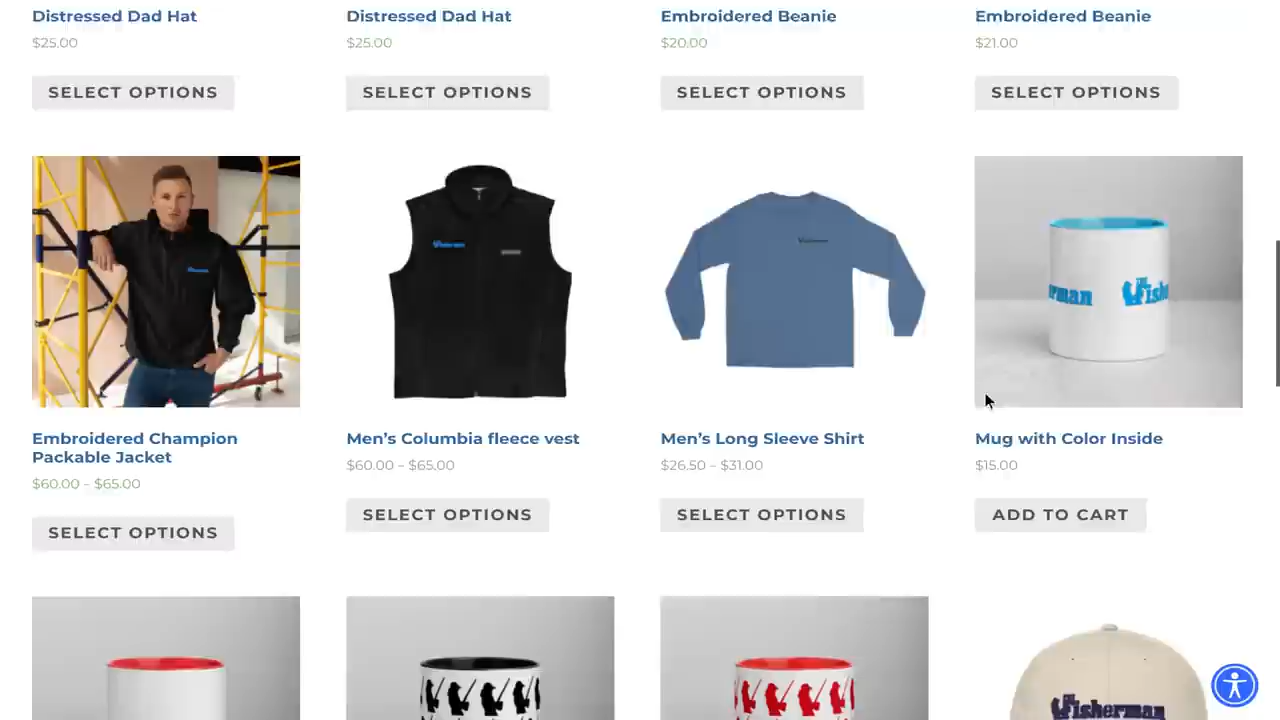 Distressed Dad Hat
Distressed Dad Hat
Embroidered Beanie
Embroidered Beanie
$25.00
$25.00
$20.00
$21.00
SELECT OPTIONS
SELECT OPTIONS
SELECT OPTIONS
SELECT OPTIONS
Embroidered Champion
Packable Jacket
$60.00 – $65.00
SELECT OPTIONS
Men’s Columbia fleece vest
$60.00 – $65.00
SELECT OPTIONS
Men’s Long Sleeve Shirt
$26.50 – $31.00
SELECT OPTIONS
erman
Fishe
Mug with Color Inside
$15.00
ADD TO CART
Fisherman